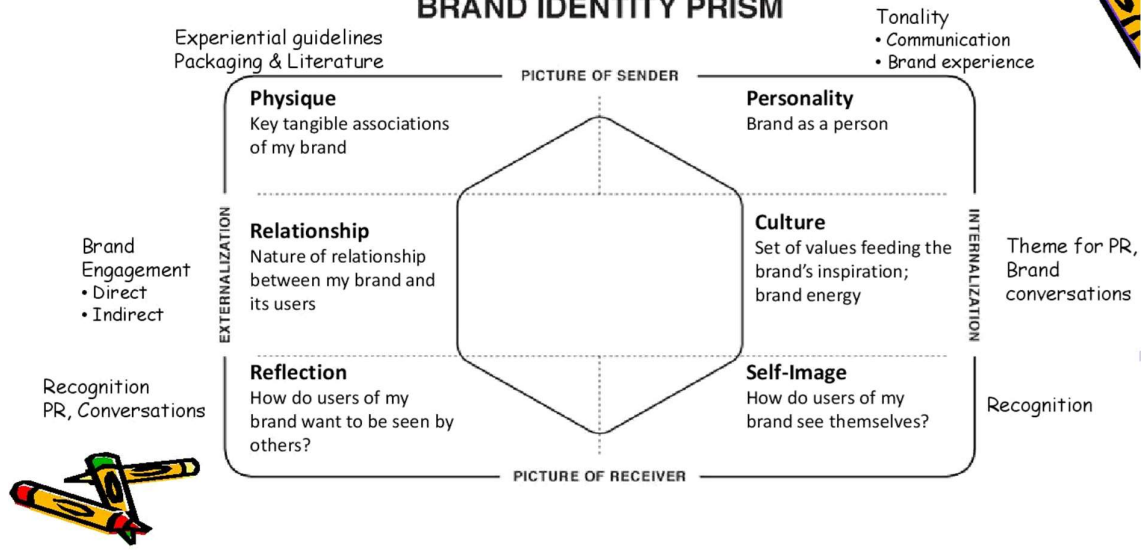 BRAND IDENTITY PRISM
Experiential guidelines
Packaging & Literature
Tonality
• Communication
• Brand experience
PICTURE OF SENDER
Physique
Key tangible associations
of my brand
Personality
Brand as a person
EXTERNALIZATION
Brand
Engagement
• Direct
• Indirect
Relationship
Nature of relationship
between my brand and
its users
Culture
Set of values feeding the
brand's inspiration;
brand energy
INTERNALIZATION
Theme for PR,
Brand
conversations
Recognition
PR, Conversations
Reflection
How do users of my
brand want to be seen by
others?
Self-Image
How do users of my
brand see themselves?
Recognition
PICTURE OF RECEIVER